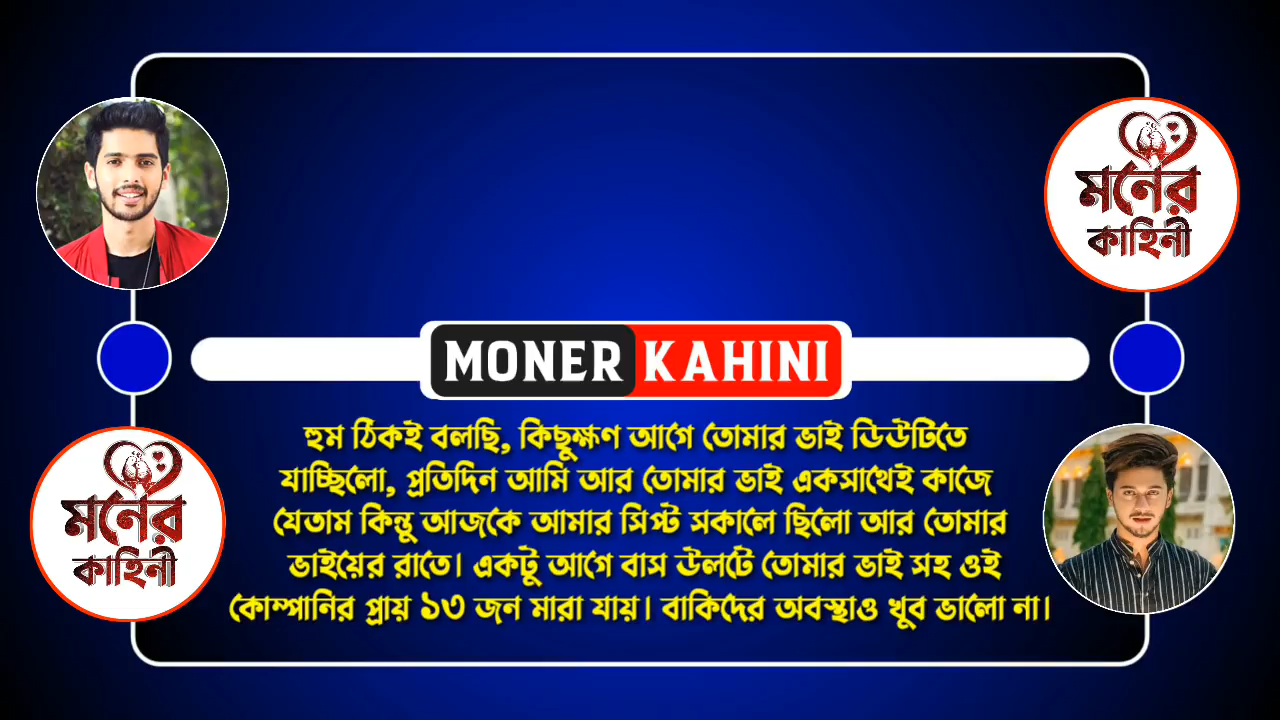 মনের
কাহিনী
MONER KAHINI
হুম ঠিকই বলছি, কিছুক্ষণ আগে তোমার ভাই ডিউটিতে
যাচ্ছিলো, প্রতিদিন আমি আর তোমার ভাই একসাথেই কাজে
যেতাম কিন্তু আজকে আমার সিপ্ট সকালে ছিলো আর তোমার
ভাইয়ের রাতে। একটু আগে বাস উলটে তোমার ভাই সহ ওই
কোম্পানির প্রায় ১৩ জন মারা যায়। বাকিদের অবস্থাও খুব ভালো না।
মনের
কাহিনী